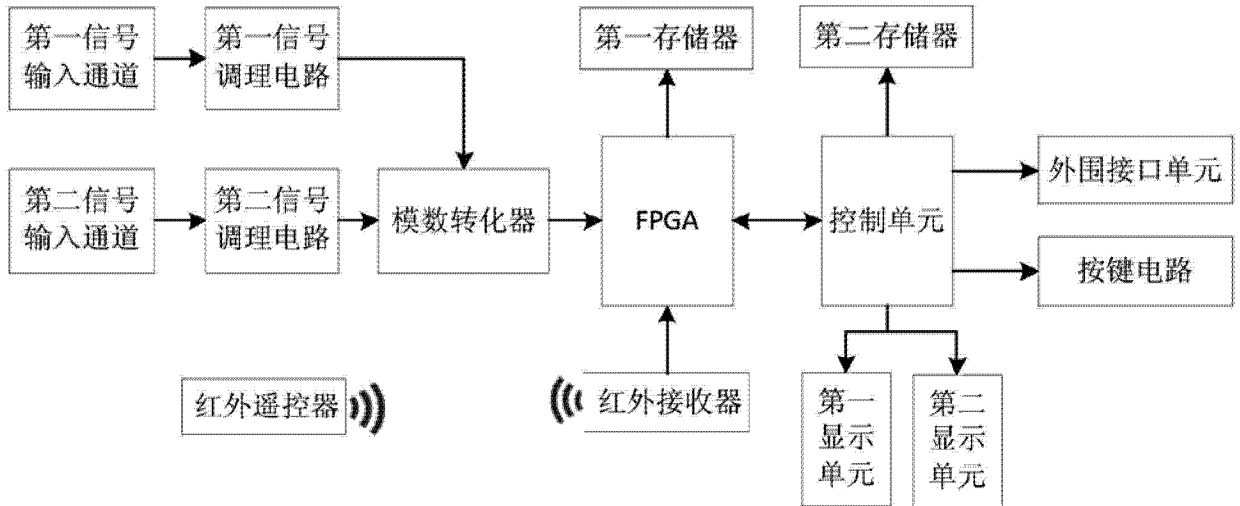 第一信号
输入通道
第一信号
调理电路
第一存储器
第二存储器
第二信号
输入通道
第二信号
调理电路
模数转化器
FPGA
控制单元
外围接口单元
按键电路
红外遥控器
红外接收器
第一
显示
单元
第二
显示
单元